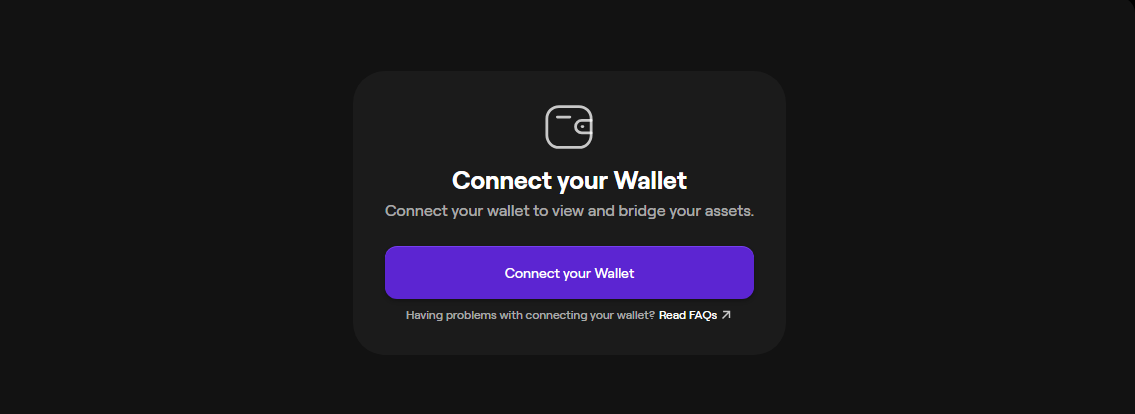 Connect your Wallet
Connect your wallet to view and bridge your assets.
Connect your Wallet
Having problems with connecting your wallet? Read FAQs